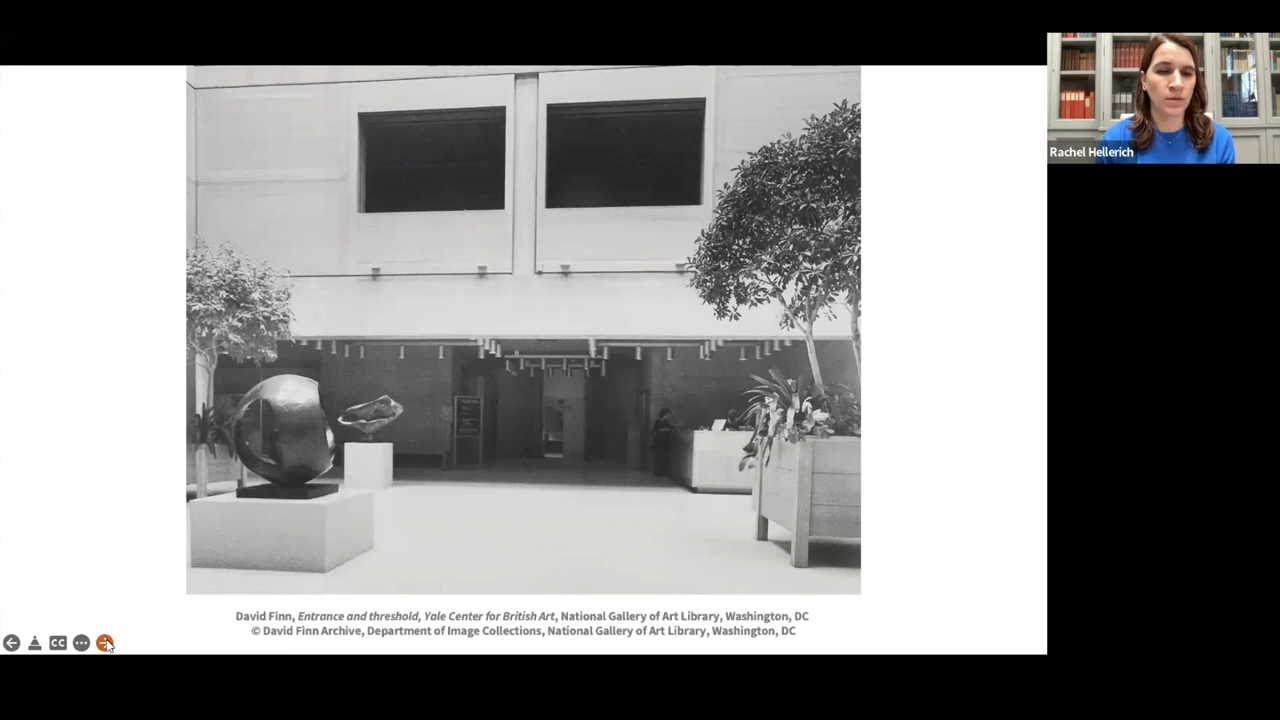 Rachel Hellerich
David Finn, Entrance and threshold, Yale Center for British Art, National Gallery of Art Library, Washington, DC
© David Finn Archive, Department of Image Collections, National Gallery of Art Library, Washington, DC
CC